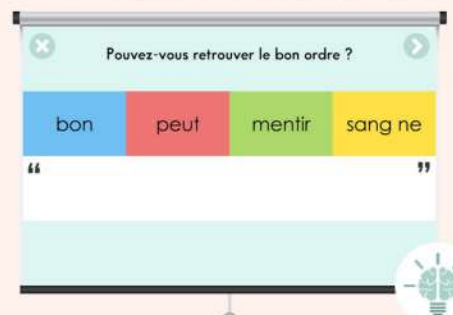 Pouvez-vous retrouver le bon ordre ?
bon peut mentir sang ne
“ ”